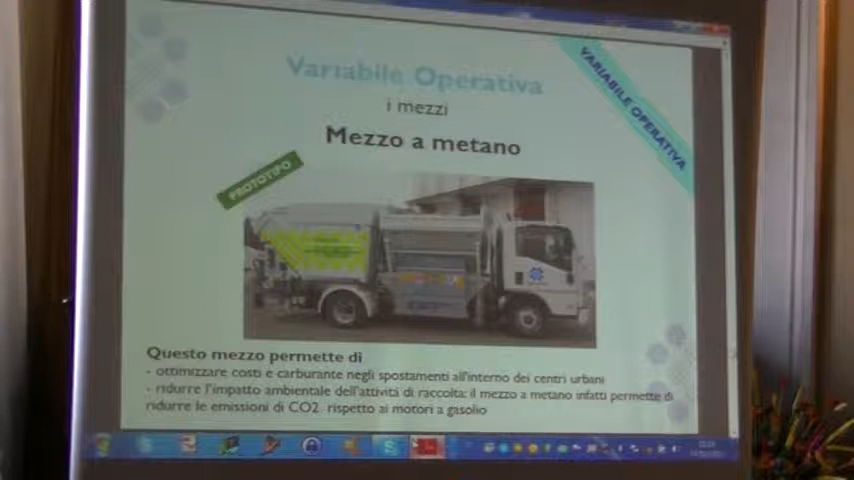 Variabile Operativa
VARIABILE OPERATIVA
i mezzi
Mezzo a metano
PROTOTIPO
Questo mezzo permette di
- ottimizzare costi e carburante negli spostamenti all'interno dei centri urbani
- ridurre l'impatto ambientale dell'attività di raccolta: il mezzo a metano infatti permette di
ridurre le emissioni di CO2 rispetto ai motori a gasolio